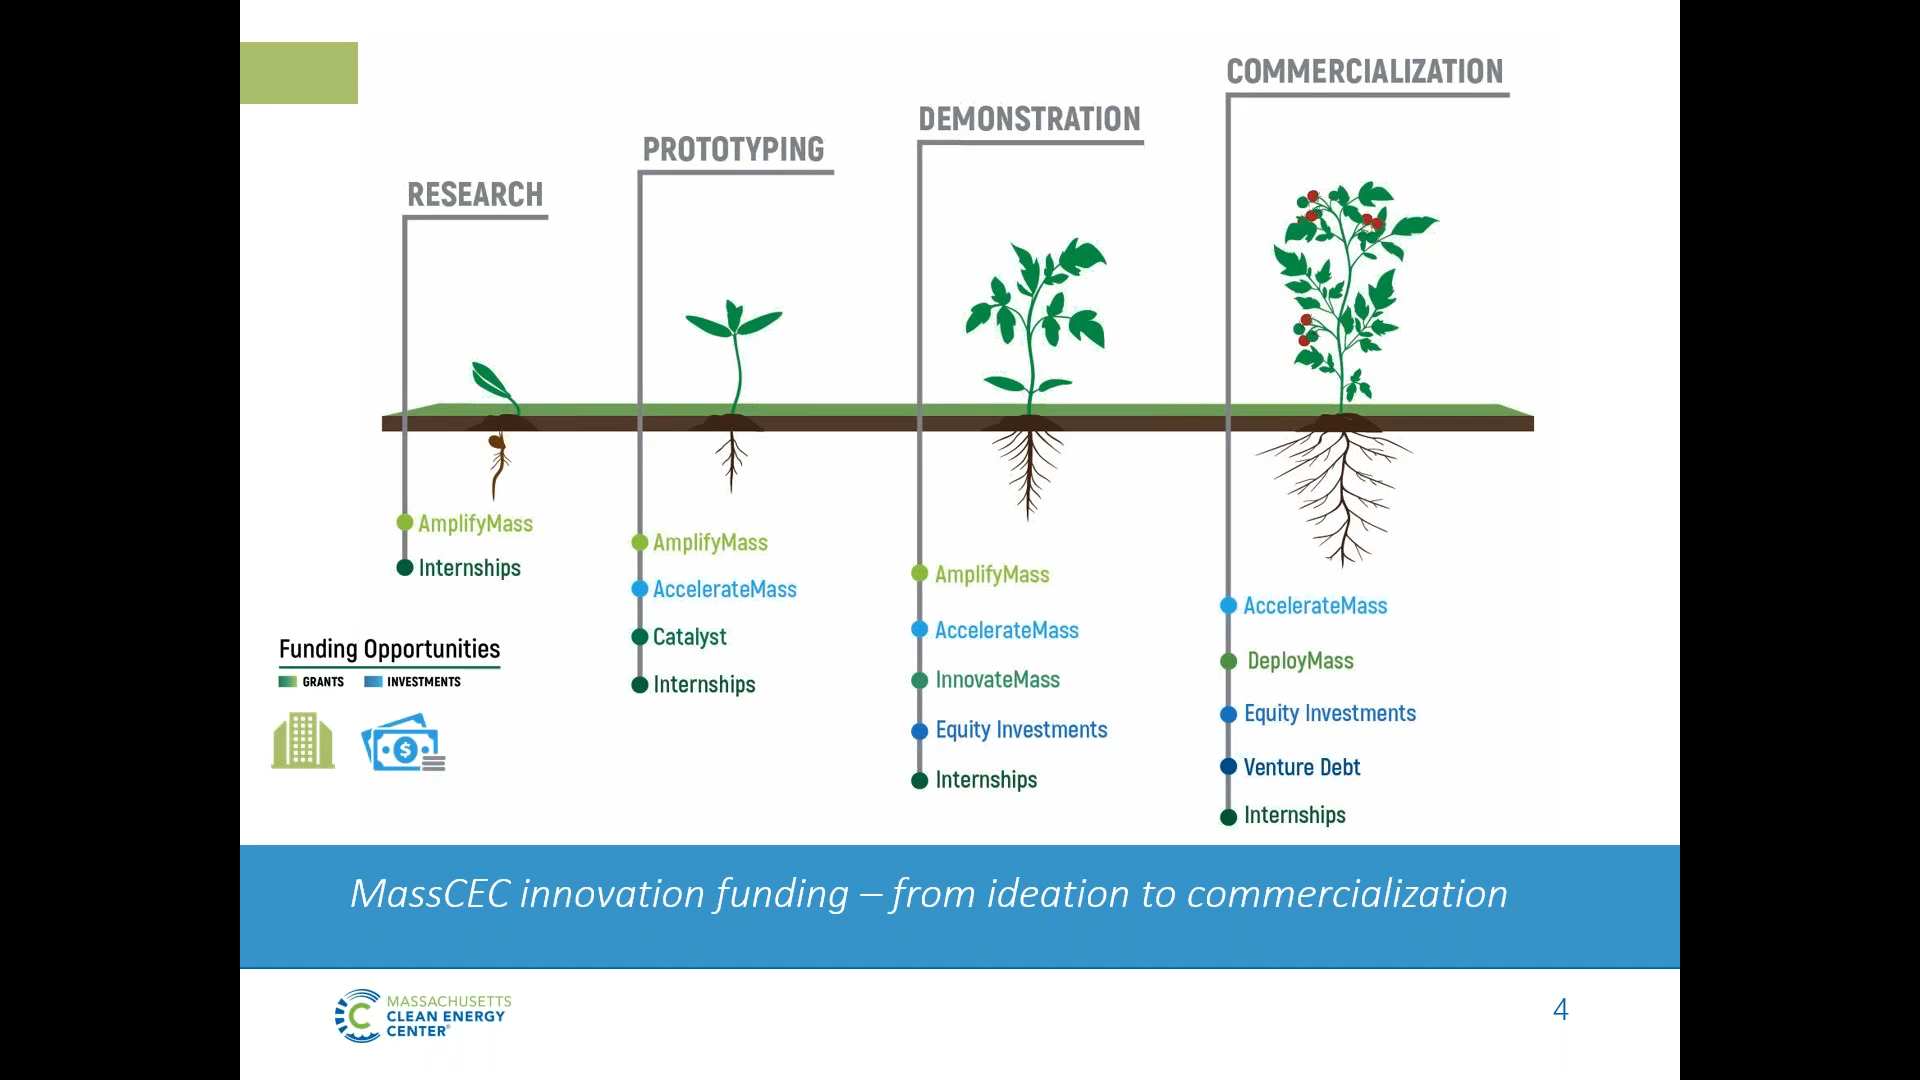 RESEARCH
AmplifyMass
Internships
PROTOTYPING
AmplifyMass
AccelerateMass
Catalyst
Internships
DEMONSTRATION
AmplifyMass
AccelerateMass
InnovateMass
Equity Investments
Internships
COMMERCIALIZATION
AccelerateMass
DeployMass
Equity Investments
Venture Debt
Internships
Funding Opportunities
GRANTS INVESTMENTS
$
MassCEC innovation funding – from ideation to commercialization
MASSACHUSETTS
CLEAN ENERGY
CENTER®
4